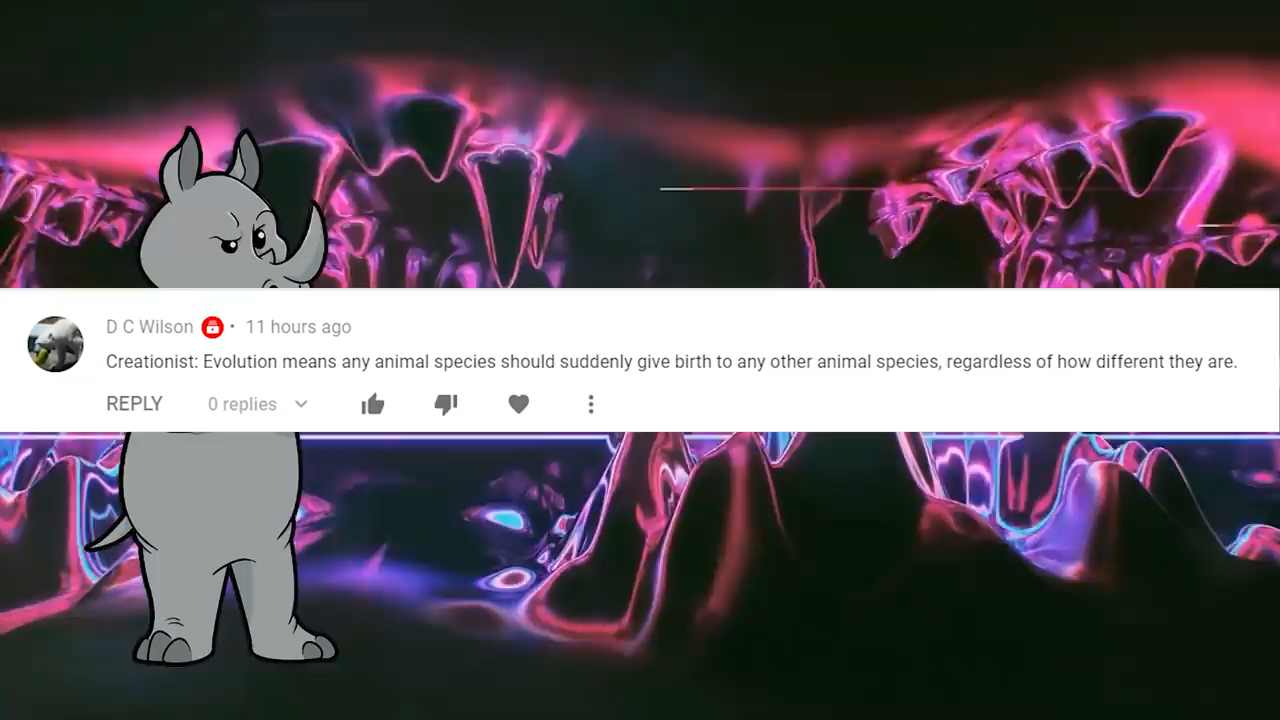 D C Wilson • 11 hours ago
Creationist: Evolution means any animal species should suddenly give birth to any other animal species, regardless of how different they are.
REPLY 0 replies